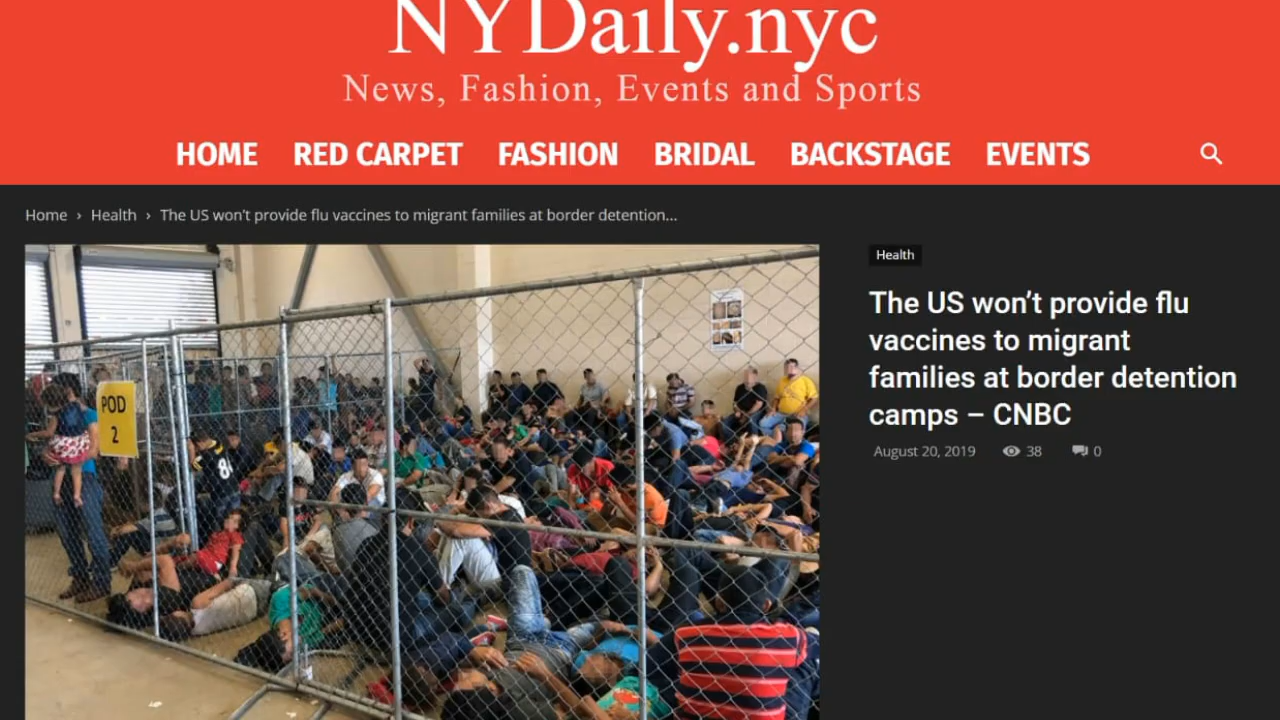 NYDaily.nyc
News, Fashion, Events and Sports
HOME RED CARPET FASHION BRIDAL BACKSTAGE EVENTS
Home › Health › The US won’t provide flu vaccines to migrant families at border detention...
Health
The US won’t provide flu
vaccines to migrant
families at border detention
camps – CNBC
August 20, 2019 38 0
POD
2
8